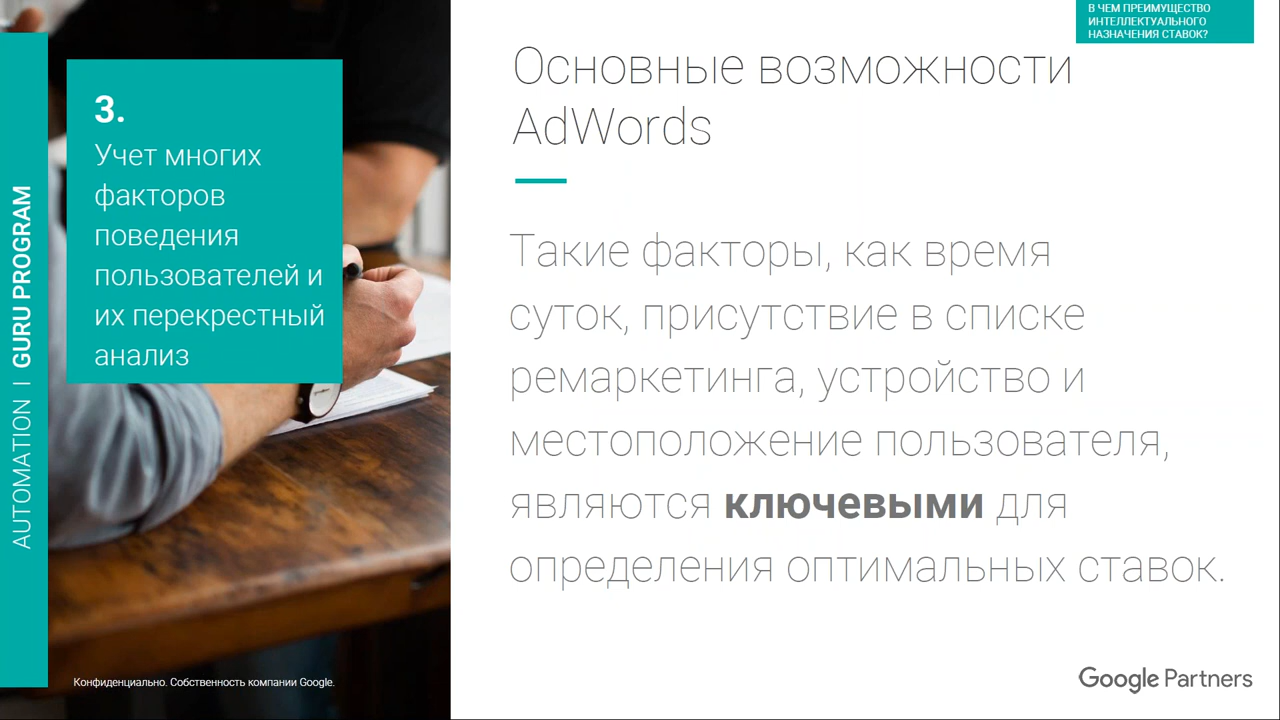 В ЧЕМ ПРЕИМУЩЕСТВО
ИНТЕЛЛЕКТУАЛЬНОГО
НАЗНАЧЕНИЯ СТАВОК?
AUTOMATION | GURU PROGRAM
3.
Учет многих
факторов
поведения
пользователей и
их перекрестный
анализ
Основные возможности
AdWords
Такие факторы, как время
суток, присутствие в списке
ремаркетинга, устройство и
местоположение пользователя,
являются ключевыми для
определения оптимальных ставок.
Конфиденциально. Собственность компании Google.
Google Partners